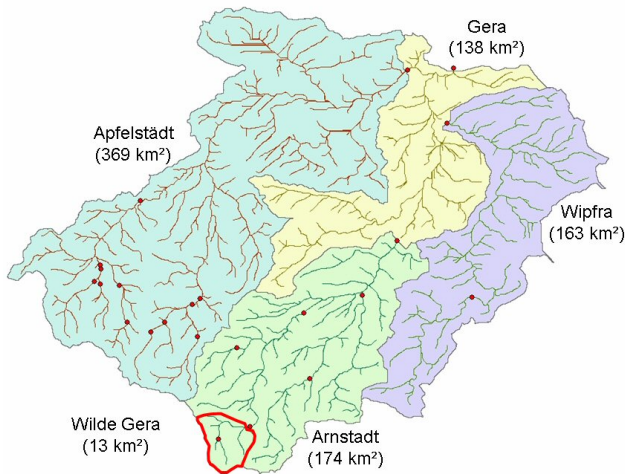 Gera
(138 km²)
Apfelstädt
(369 km²)
Wipfra
(163 km²)
Wilde Gera
(13 km²)
Arnstadt
(174 km²)